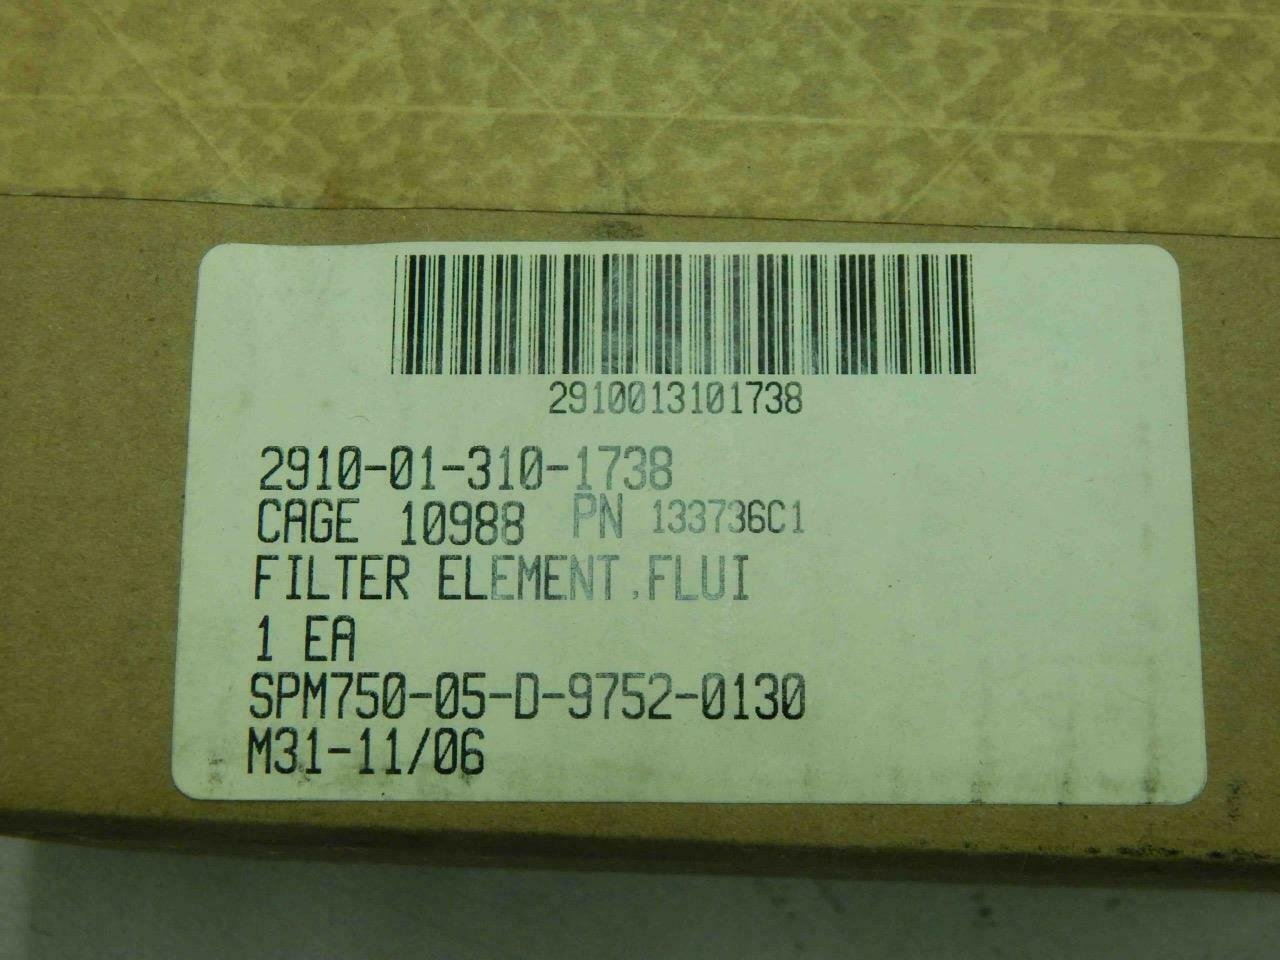 2910013101738
2910-01-310-1738
CAGE 10988 PN 133736C1
FILTER ELEMENT,FLUI
1 EA
SPM750-05-D-9752-0130
M31-11/06